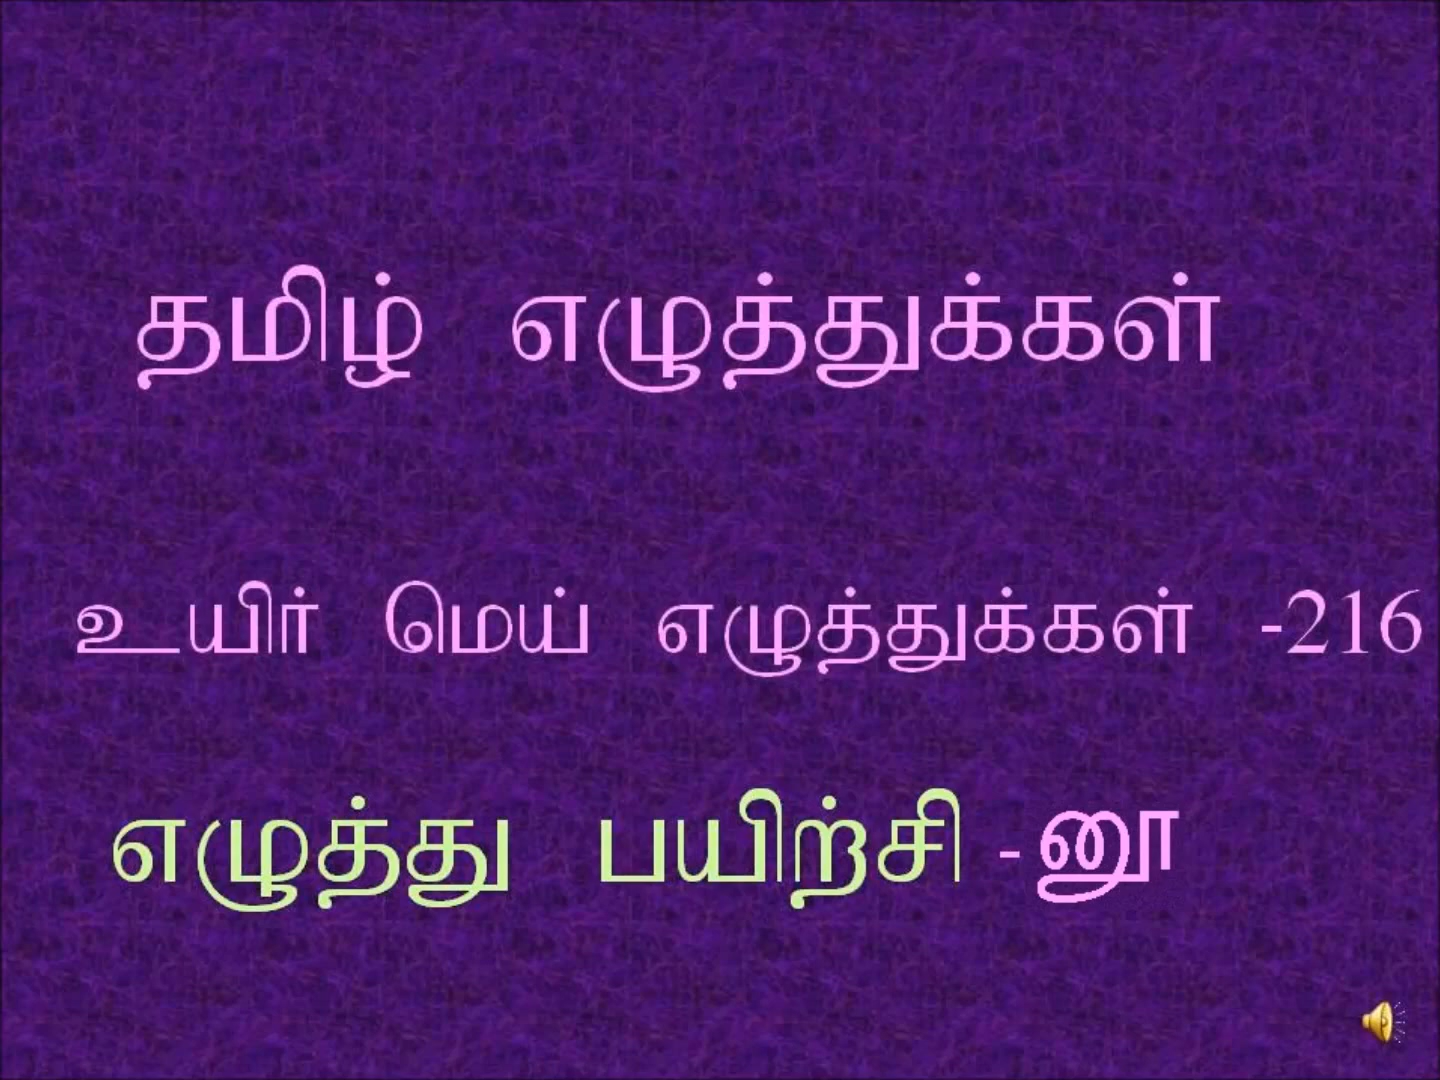 தமிழ் எழுத்துக்கள்
உயிர் மெய் எழுத்துக்கள் -216
எழுத்து பயிற்சி - னூ